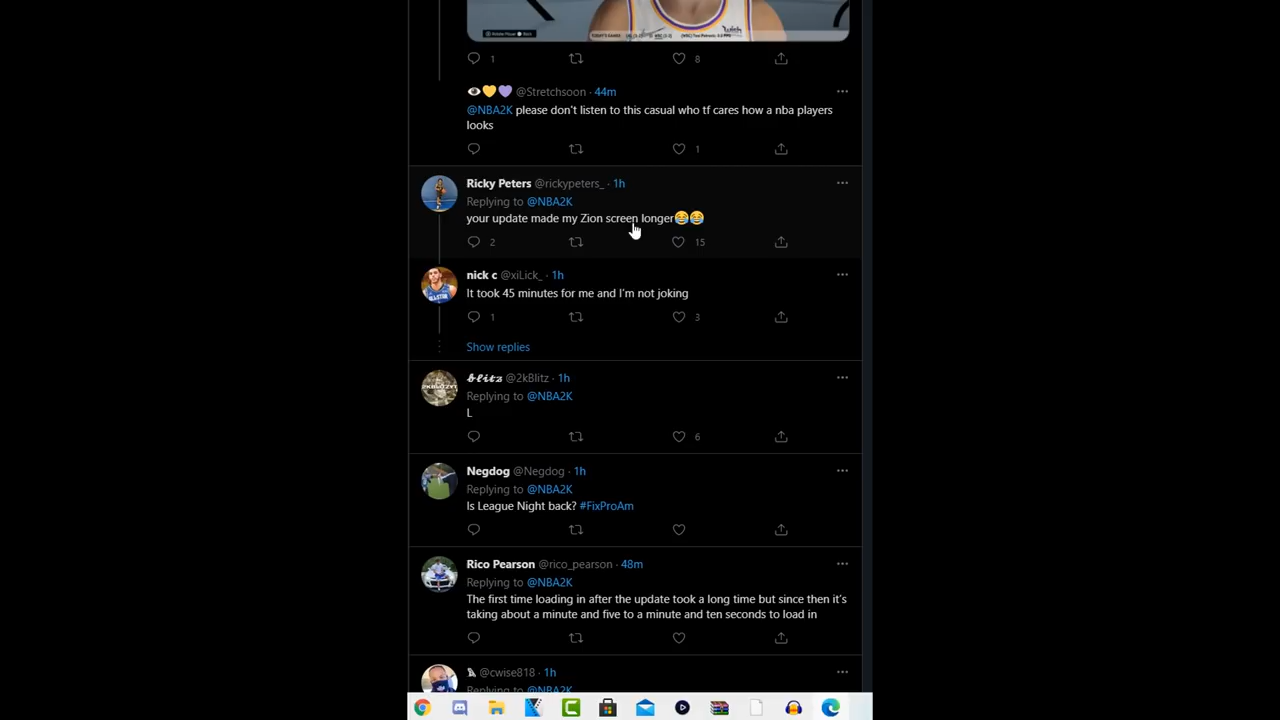 1
8
@Stretchsoon · 44m
@NBA2K please don't listen to this casual who tf cares how a nba players
looks
1
Ricky Peters @rickypeters_ · 1h
Replying to @NBA2K
your update made my Zion screen longer😂😂
2
15
nick c @xiLick_ · 1h
It took 45 minutes for me and I'm not joking
1
3
Show replies
𝓫𝓵𝓲𝓽𝔃 @2kBlitz · 1h
Replying to @NBA2K
L
6
Negdog @Negdog · 1h
Replying to @NBA2K
Is League Night back? #FixProAm
Rico Pearson @rico_pearson · 48m
Replying to @NBA2K
The first time loading in after the update took a long time but since then it's
taking about a minute and five to a minute and ten seconds to load in
@cwise818 · 1h
Replying to @NBA2K